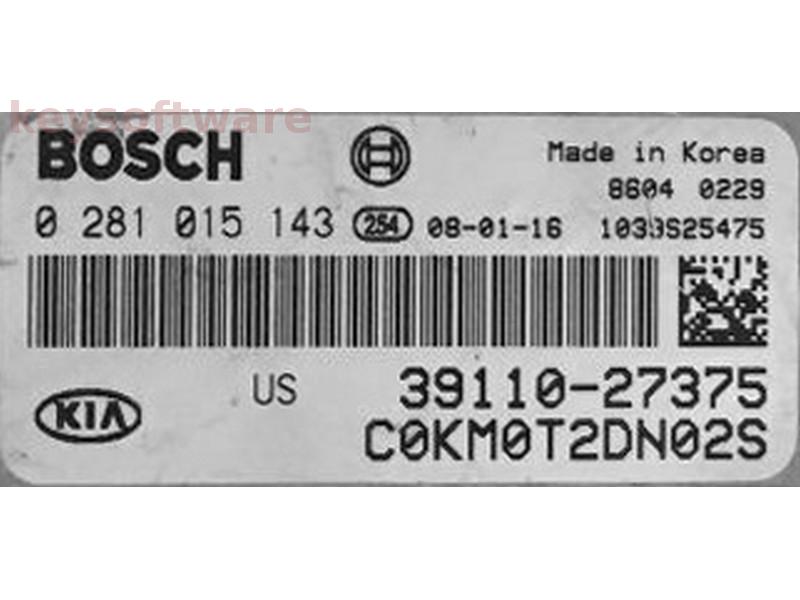 keysoftware
BOSCH
Made in Korea
8604 0229
0 281 015 143 254 08-01-16 1039S25475
KIA US 39110-27375
C0KM0T2DN02S